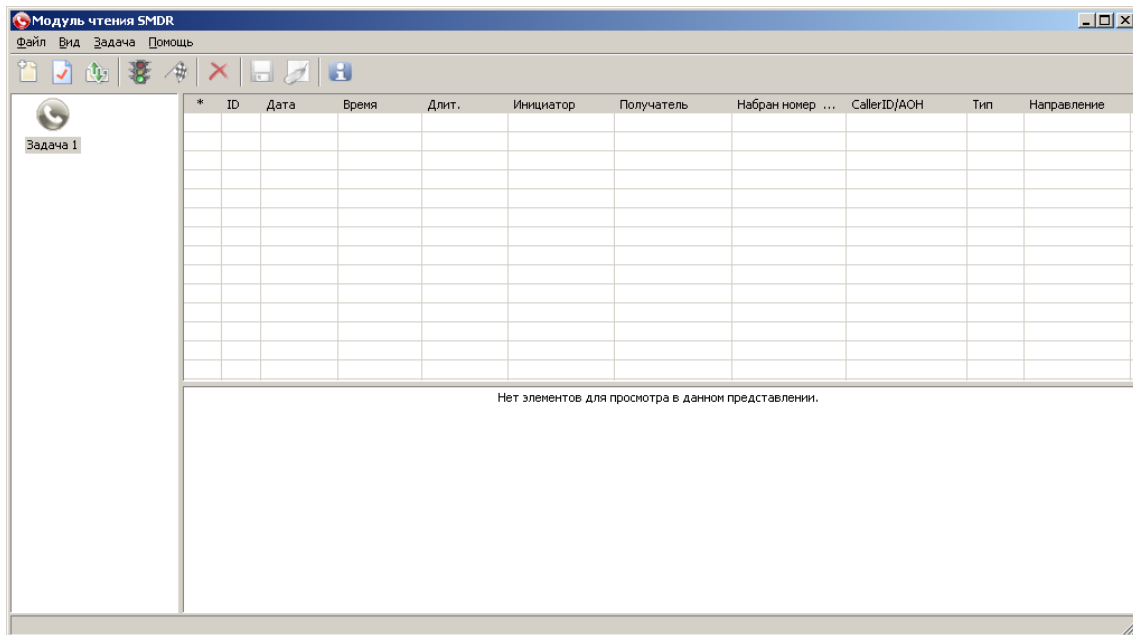 Модуль чтения SMDR
Файл Вид Задача Помощь
* ID Дата Время Длит. Инициатор Получатель Набран номер ... CallerID/АОН Тип Направление
Задача 1
Нет элементов для просмотра в данном представлении.